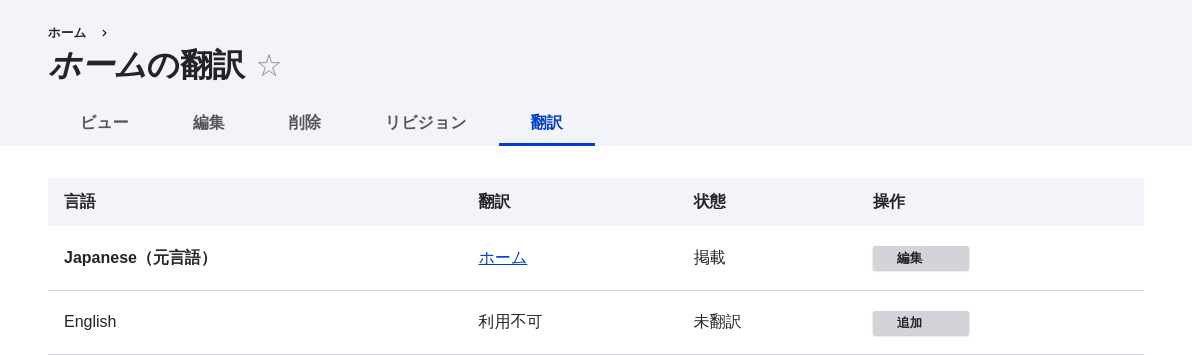 ホーム ›
ホームの翻訳 ☆
ビュー 編集 削除 リビジョン 翻訳
言語 翻訳 状態 操作
Japanese（元言語） ホーム 掲載 編集
English 利用不可 未翻訳 追加